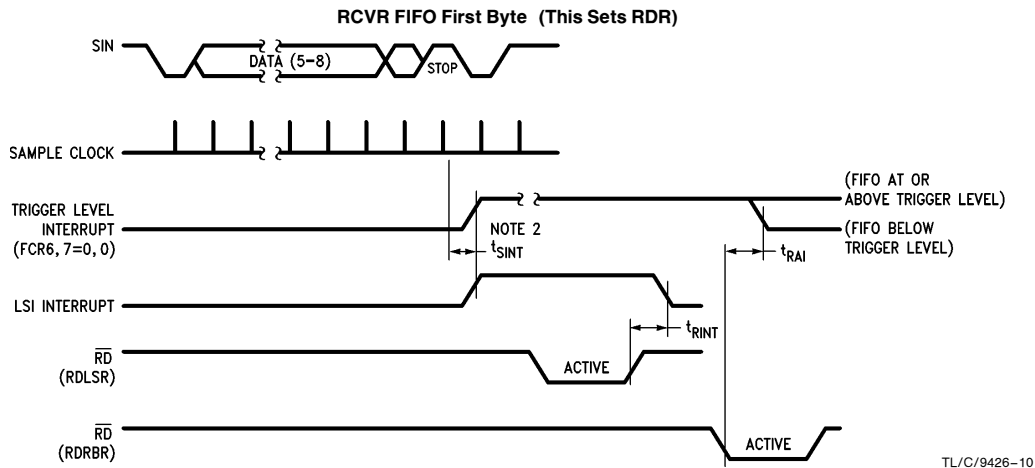 RCVR FIFO First Byte (This Sets RDR)
SIN
DATA (5–8)
STOP
SAMPLE CLOCK
TRIGGER LEVEL
INTERRUPT
(FCR6, 7=0, 0)
NOTE 2
tSINT
(FIFO AT OR
ABOVE TRIGGER LEVEL)
(FIFO BELOW
TRIGGER LEVEL)
tRAI
LSI INTERRUPT
tRINT
RD
(RDLSR)
ACTIVE
RD
(RDRBR)
ACTIVE
TL/C/9426–10